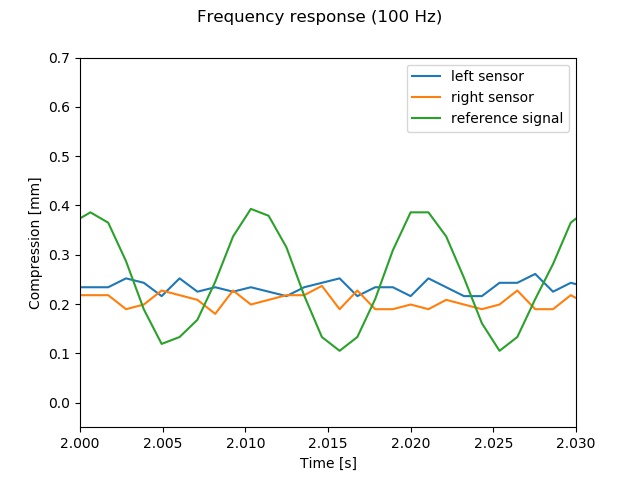 Frequency response (100 Hz)
left sensor
right sensor
reference signal
0.7
0.6
0.5
0.4
0.3
0.2
0.1
0.0
Compression [mm]
2.000 2.005 2.010 2.015 2.020 2.025 2.030
Time [s]